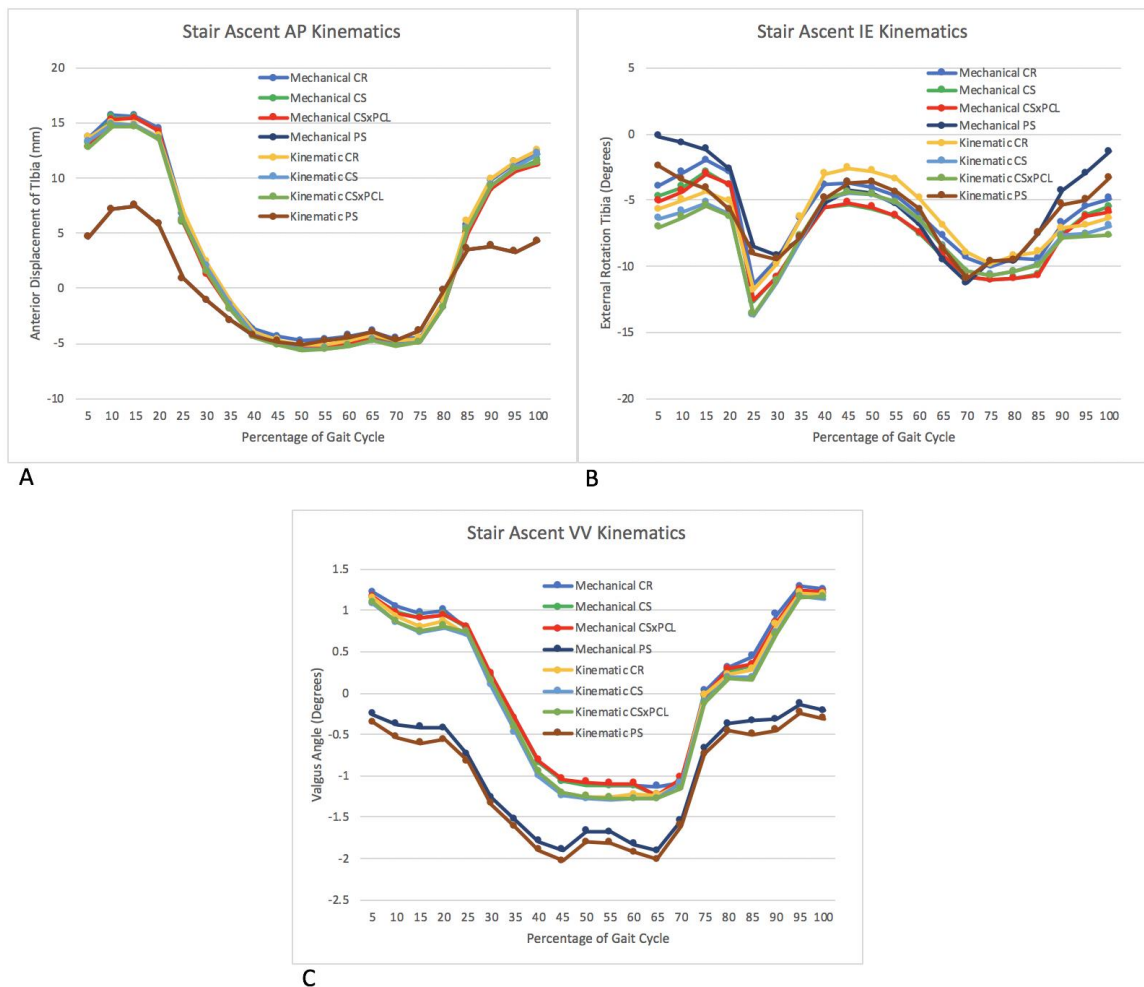 Stair Ascent AP Kinematics
20
15
10
5
0
-5
-10
Anterior Displacement of Tibia (mm)
Mechanical CR
Mechanical CS
Mechanical CSxPCL
Mechanical PS
Kinematic CR
Kinematic CS
Kinematic CSxPCL
Kinematic PS
5 10 15 20 25 30 35 40 45 50 55 60 65 70 75 80 85 90 95 100
Percentage of Gait Cycle
A
Stair Ascent IE Kinematics
5
0
-5
-10
-15
-20
External Rotation Tibia (Degrees)
Mechanical CR
Mechanical CS
Mechanical CSxPCL
Mechanical PS
Kinematic CR
Kinematic CS
Kinematic CSxPCL
Kinematic PS
5 10 15 20 25 30 35 40 45 50 55 60 65 70 75 80 85 90 95 100
Percentage of Gait Cycle
B
Stair Ascent VV Kinematics
1.5
1
0.5
0
-0.5
-1
-1.5
-2
-2.5
Valgus Angle (Degrees)
Mechanical CR
Mechanical CS
Mechanical CSxPCL
Mechanical PS
Kinematic CR
Kinematic CS
Kinematic CSxPCL
Kinematic PS
5 10 15 20 25 30 35 40 45 50 55 60 65 70 75 80 85 90 95 100
Percentage of Gait Cycle
C